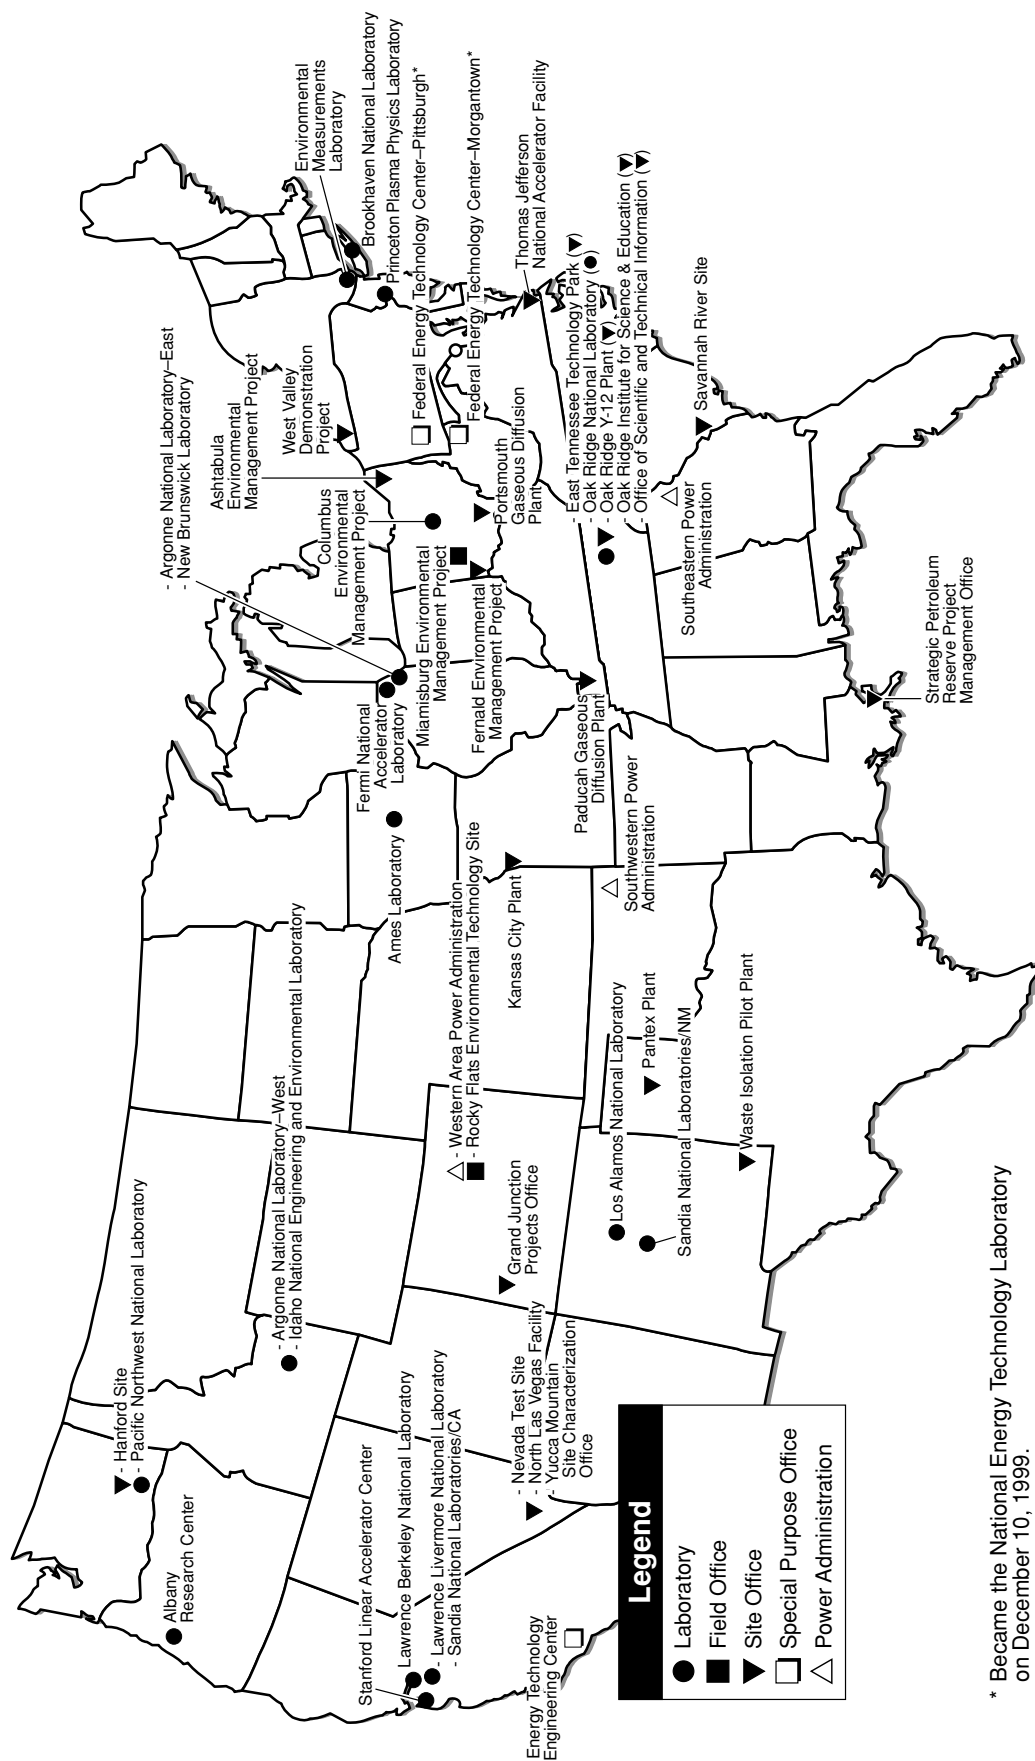 - Hanford Site
- Pacific Northwest National Laboratory
Albany
Research Center
- Argonne National Laboratory–West
- Idaho National Engineering and Environmental Laboratory
Stanford Linear Accelerator Center
Lawrence Berkeley National Laboratory
- Lawrence Livermore National Laboratory
- Sandia National Laboratories/CA
Energy Technology
Engineering Center
- Nevada Test Site
- North Las Vegas Facility
- Yucca Mountain
Site Characterization
Office
Grand Junction
Projects Office
- Western Area Power Administration
- Rocky Flats Environmental Technology Site
Los Alamos National Laboratory
Sandia National Laboratories/NM
Pantex Plant
Waste Isolation Pilot Plant
Kansas City Plant
Ames Laboratory
Southwestern Power
Administration
Fermi National
Accelerator
Laboratory
- Argonne National Laboratory–East
- New Brunswick Laboratory
Paducah Gaseous
Diffusion Plant
Miamisburg Environmental
Management Project
Fernald Environmental
Management Project
Columbus
Environmental
Management Project
Ashtabula
Environmental
Management Project
West Valley
Demonstration
Project
Portsmouth
Gaseous Diffusion
Plant
Environmental
Measurements
Laboratory
Brookhaven National Laboratory
Princeton Plasma Physics Laboratory
Federal Energy Technology Center–Pittsburgh*
Federal Energy Technology Center–Morgantown*
Thomas Jefferson
National Accelerator Facility
- East Tennessee Technology Park (▼)
- Oak Ridge National Laboratory (●)
- Oak Ridge Y-12 Plant (▼)
- Oak Ridge Institute for Science & Education (▼)
- Office of Scientific and Technical Information (▼)
Southeastern Power
Administration
Savannah River Site
Strategic Petroleum
Reserve Project
Management Office
Legend
Laboratory
Field Office
Site Office
Special Purpose Office
Power Administration
* Became the National Energy Technology Laboratory
on December 10, 1999.